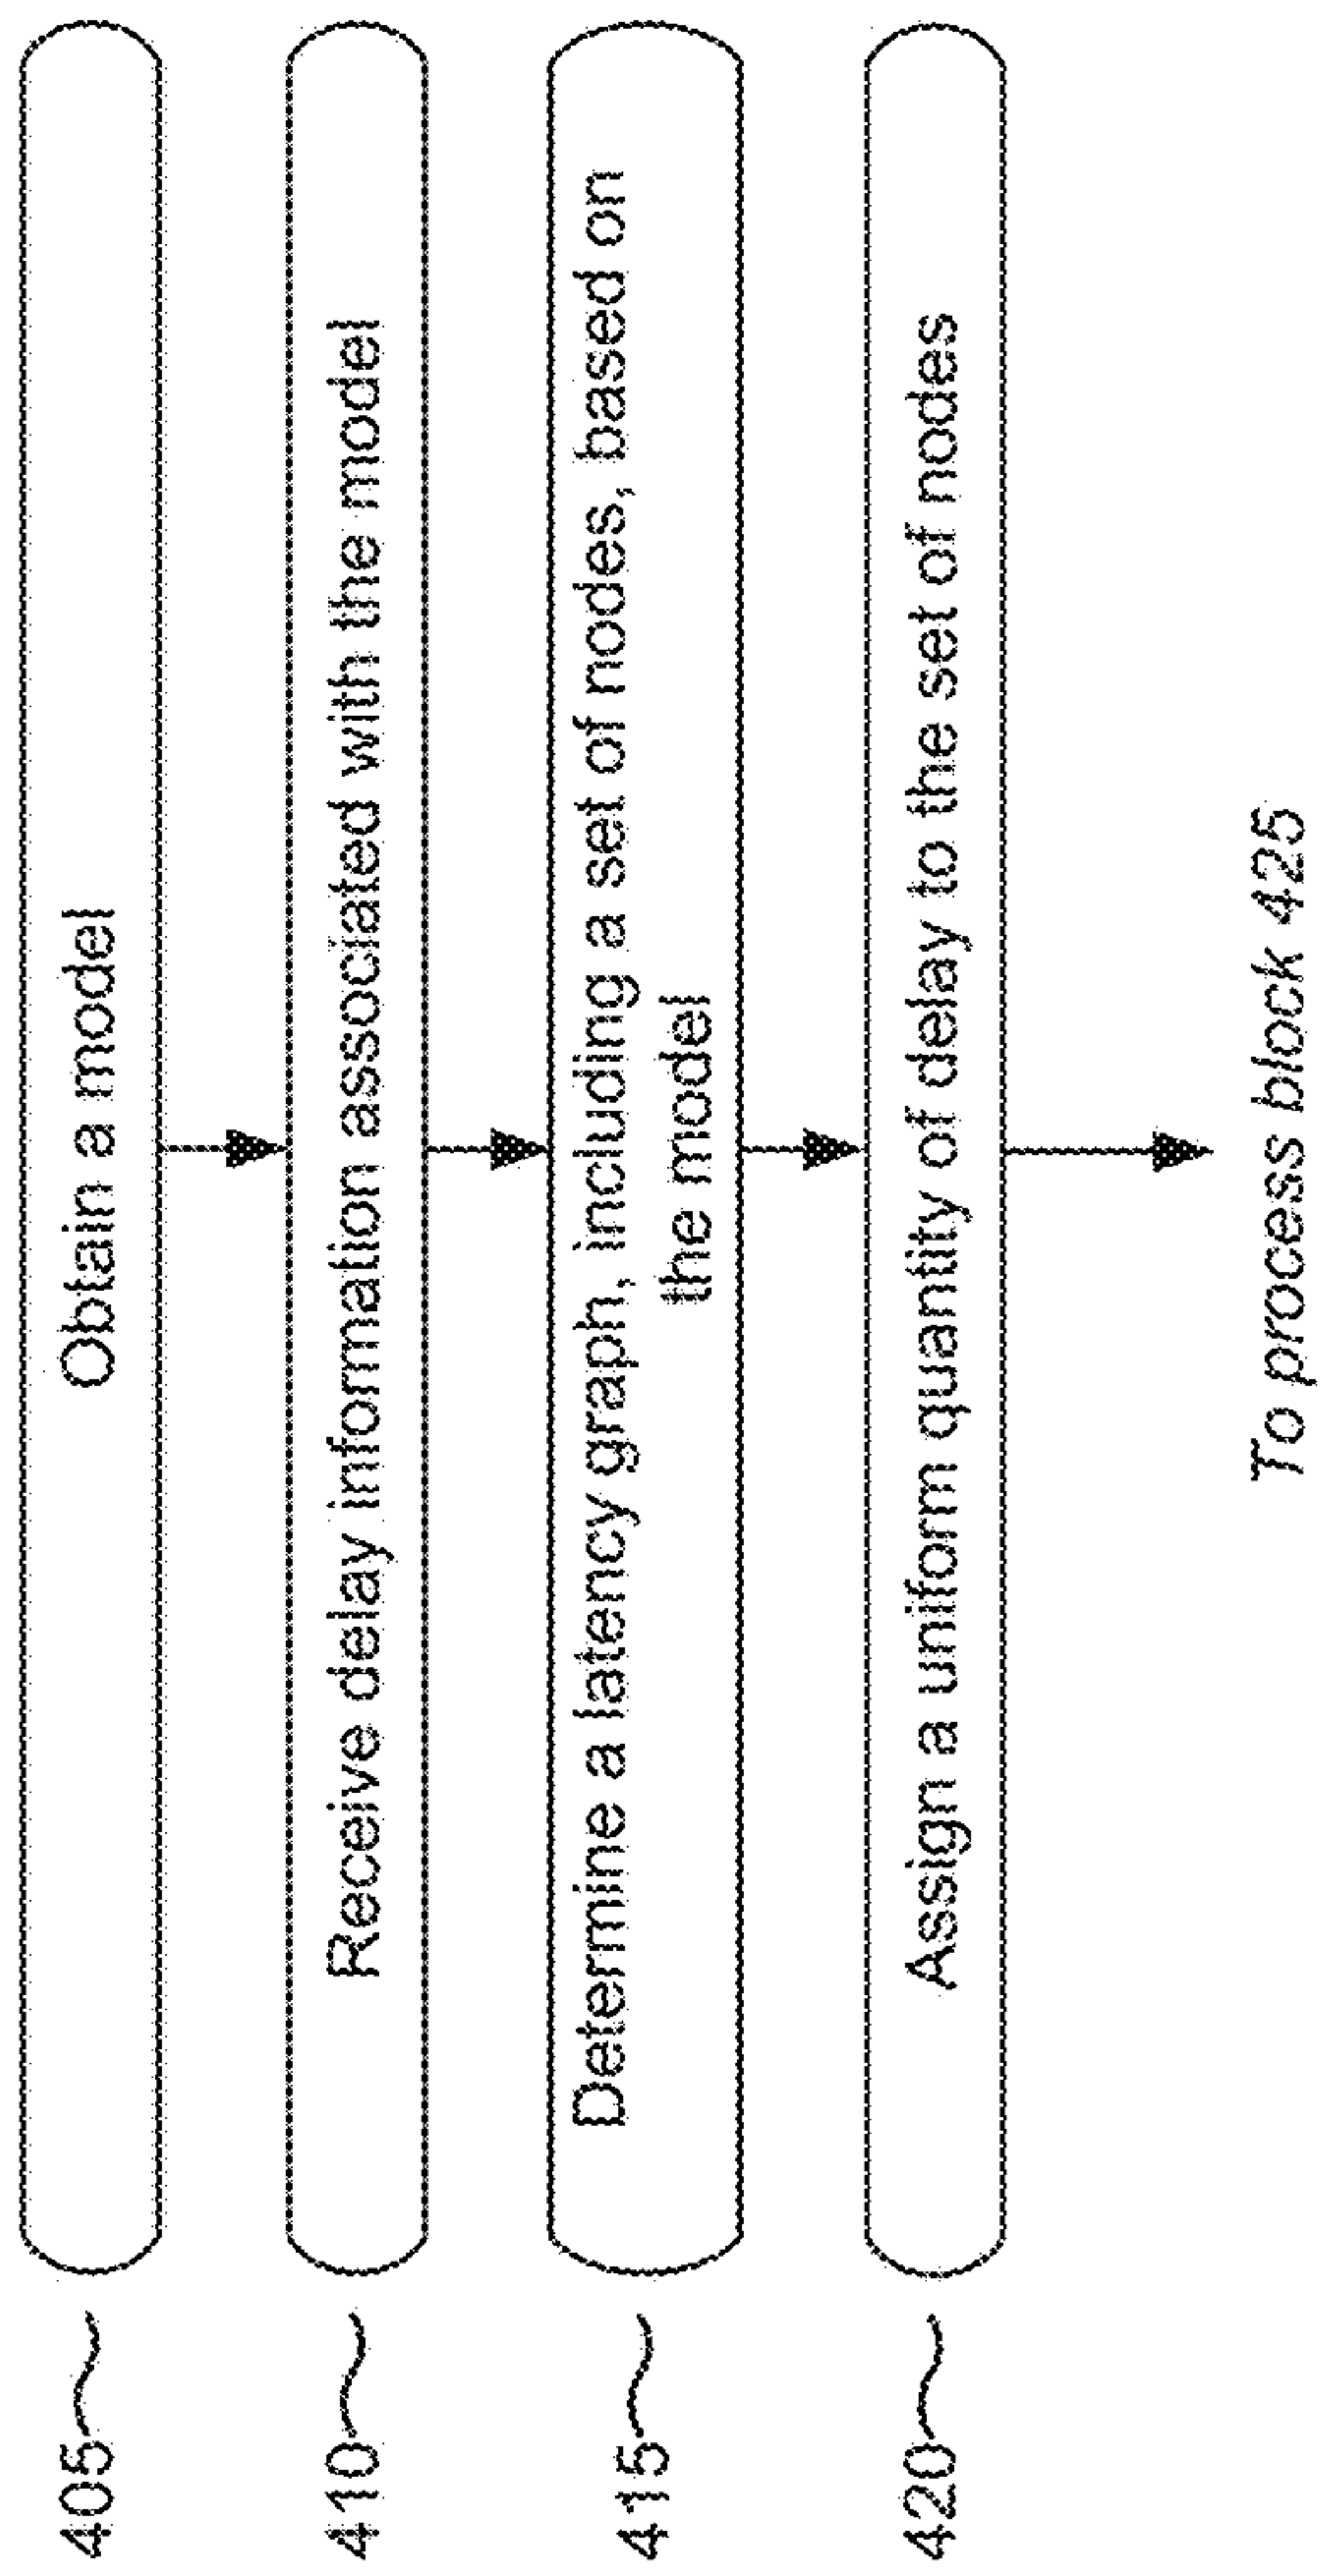 405
Obtain a model
410
Receive delay information associated with the model
415
Determine a latency graph, including a set of nodes, based on
the model
420
Assign a uniform quantity of delay to the set of nodes
To process block 425